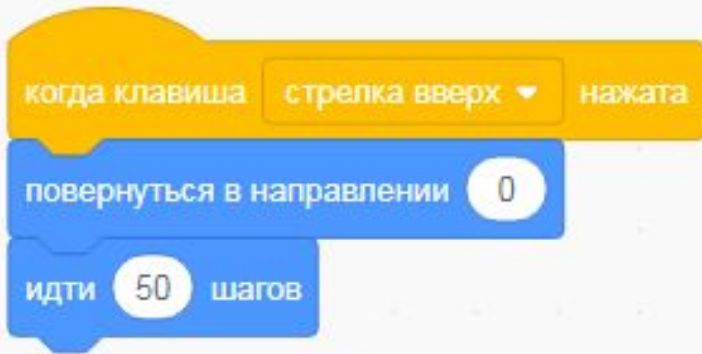 когда клавиша стрелка вверх нажата
повернуться в направлении 0
идти 50 шагов